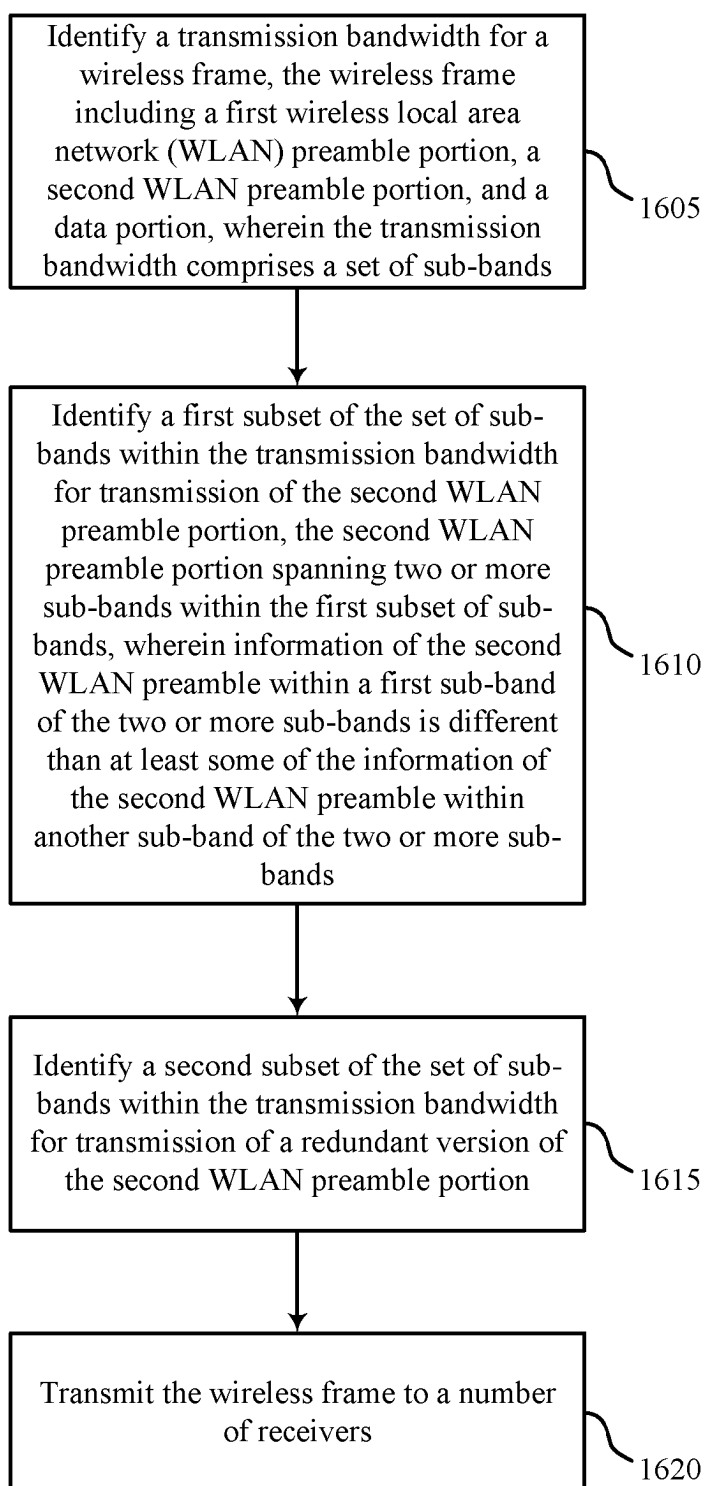 Identify a transmission bandwidth for a
wireless frame, the wireless frame
including a first wireless local area
network (WLAN) preamble portion, a
second WLAN preamble portion, and a
data portion, wherein the transmission
bandwidth comprises a set of sub-bands
1605
Identify a first subset of the set of sub-
bands within the transmission bandwidth
for transmission of the second WLAN
preamble portion, the second WLAN
preamble portion spanning two or more
sub-bands within the first subset of sub-
bands, wherein information of the second
WLAN preamble within a first sub-band
of the two or more sub-bands is different
than at least some of the information of
the second WLAN preamble within
another sub-band of the two or more sub-
bands
1610
Identify a second subset of the set of sub-
bands within the transmission bandwidth
for transmission of a redundant version of
the second WLAN preamble portion
1615
Transmit the wireless frame to a number
of receivers
1620